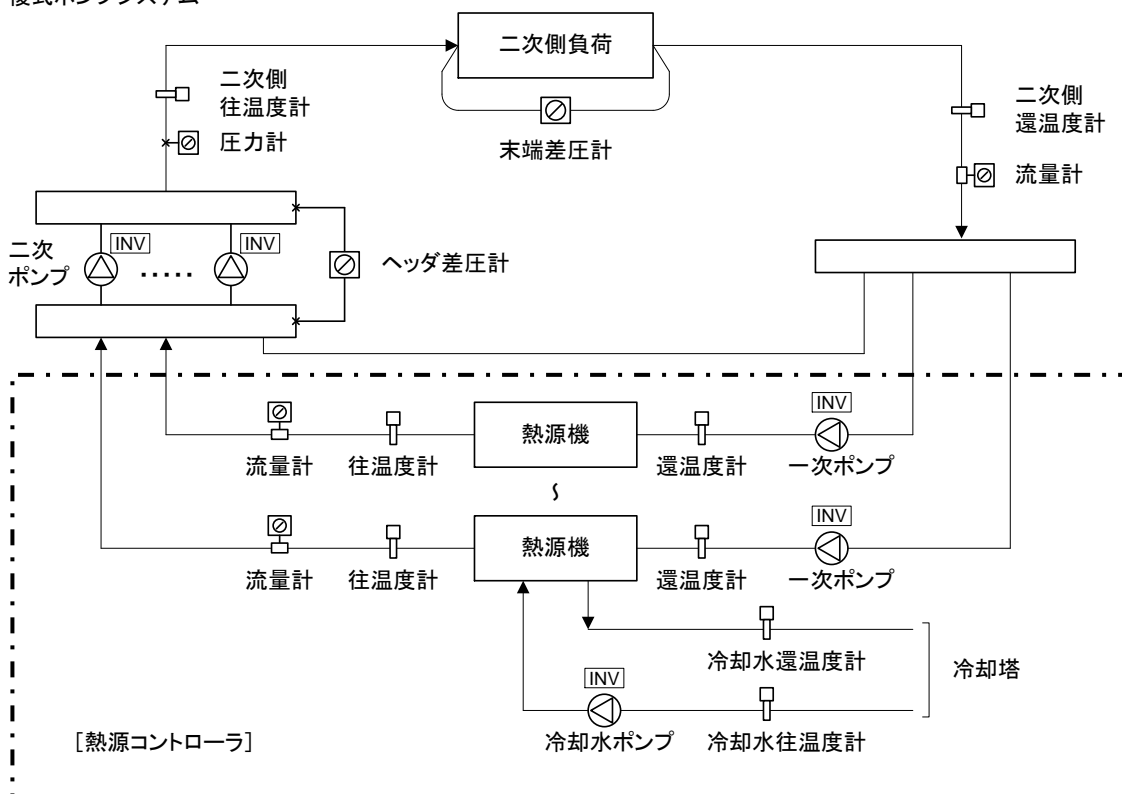 複式ポンプシステム
二次側負荷
二次側
往温度計
圧力計
末端差圧計
二次側
還温度計
流量計
INV
INV
二次
ポンプ
ヘッダ差圧計
INV
熱源機
流量計
往温度計
還温度計
一次ポンプ
INV
熱源機
流量計
往温度計
還温度計
一次ポンプ
冷却水還温度計
冷却塔
INV
[熱源コントローラ]
冷却水ポンプ
冷却水往温度計